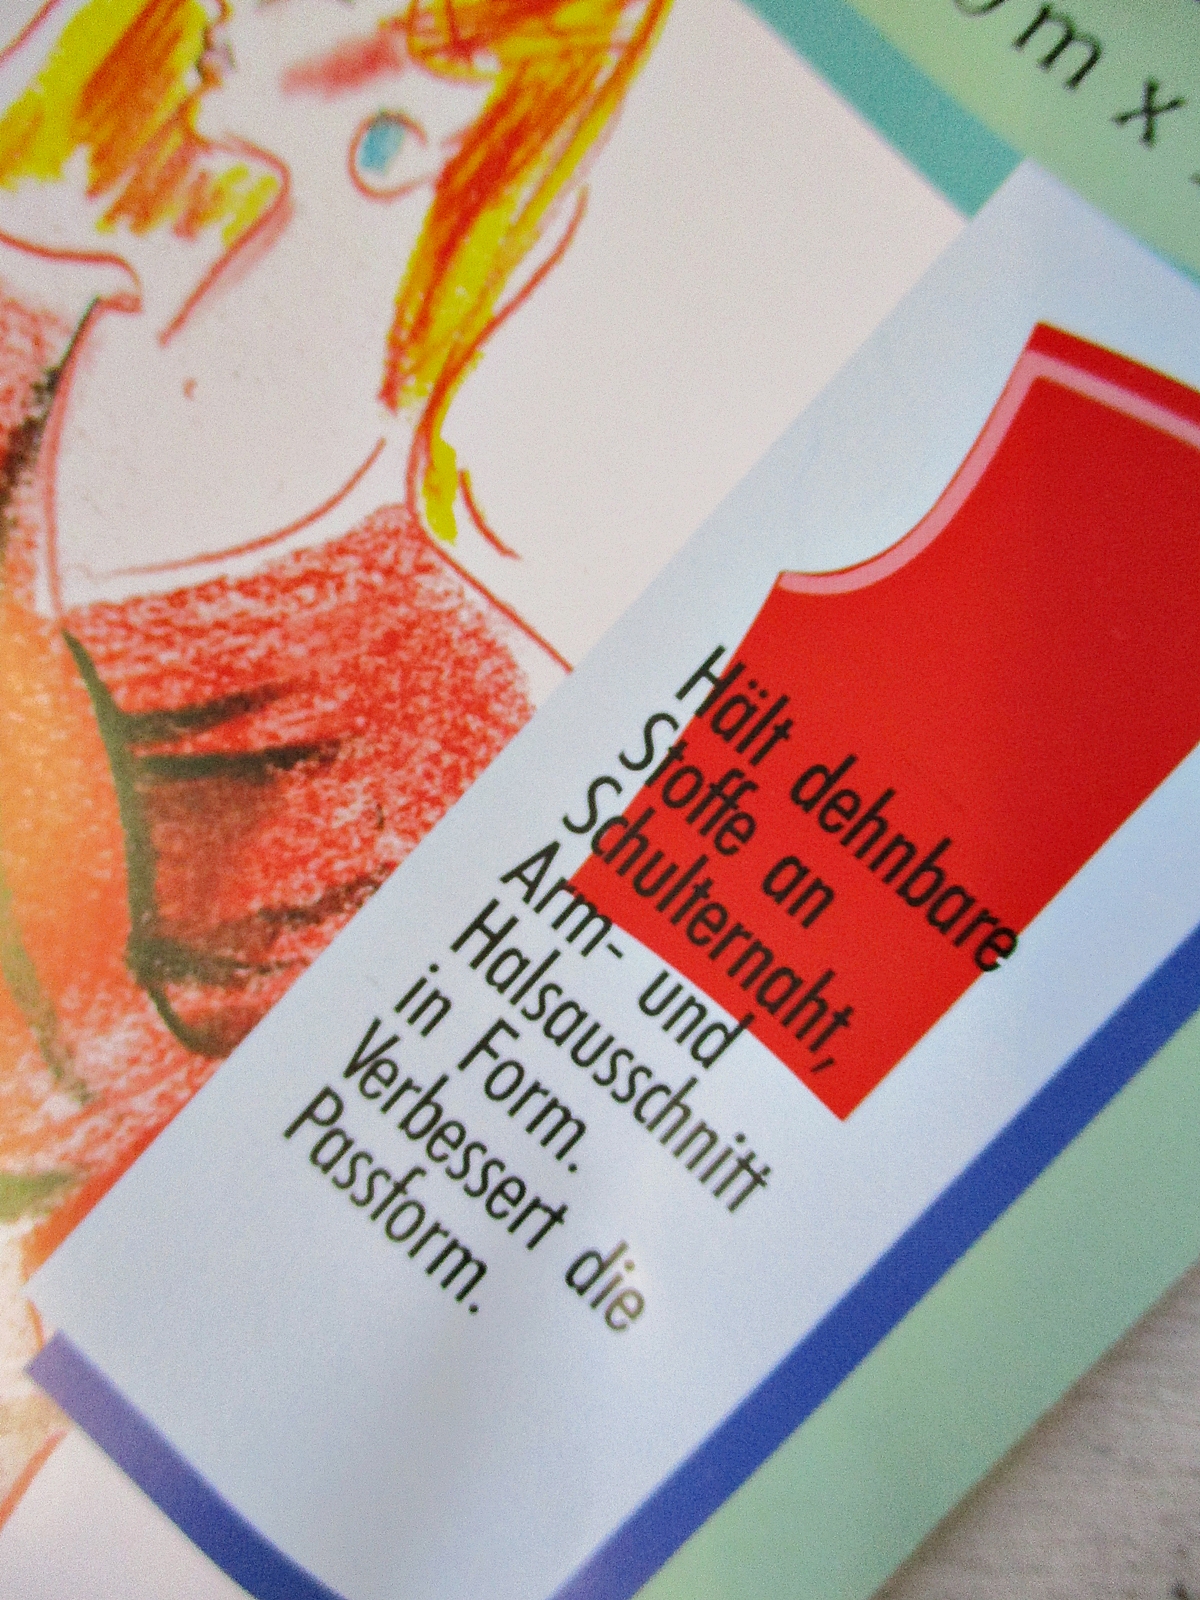 m x
Hält dehnbare
Stoffe an
Schulternaht,
Arm- und
Halsausschnitt
in Form.
Verbessert die
Passform.